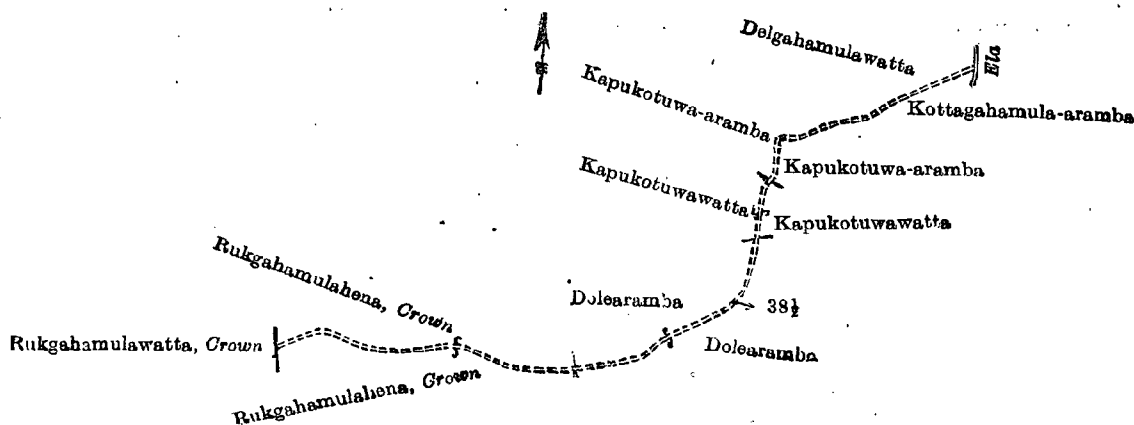 Delgahamulawatta
Ela
Kapukotuwa-aramba
Kottagahamula-aramba
Kapukotuwa-aramba
Kapukotuwawatta
Kapukotuwawatta
Rukgahamulahena, Crown
Dolearamba
38½
Rukgahamulawatta, Crown
Dolearamba
Rukgahamulahena, Crown